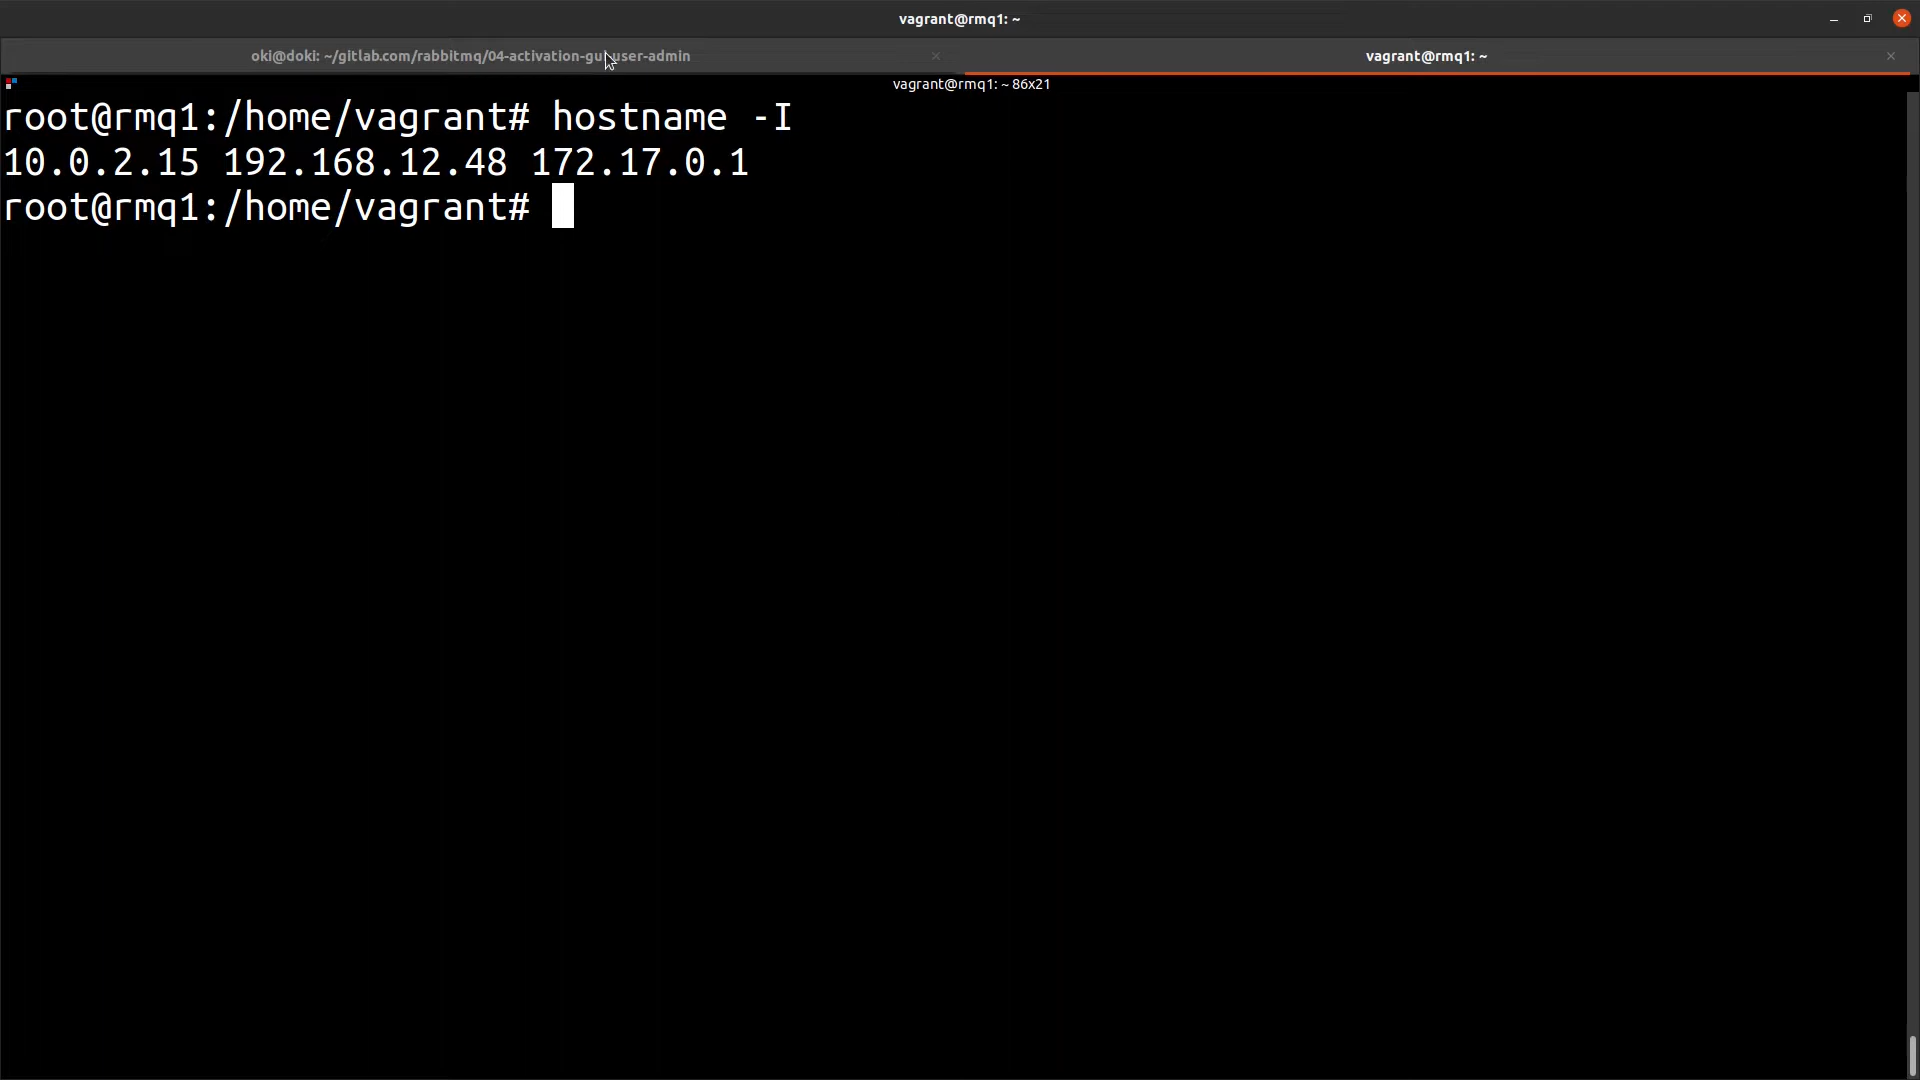 vagrant@rmq1: ~
oki@doki: ~/gitlab.com/rabbitmq/04-activation-gui-user-admin
vagrant@rmq1: ~
vagrant@rmq1: ~ 86x21
root@rmq1:/home/vagrant# hostname -I
10.0.2.15 192.168.12.48 172.17.0.1
root@rmq1:/home/vagrant#